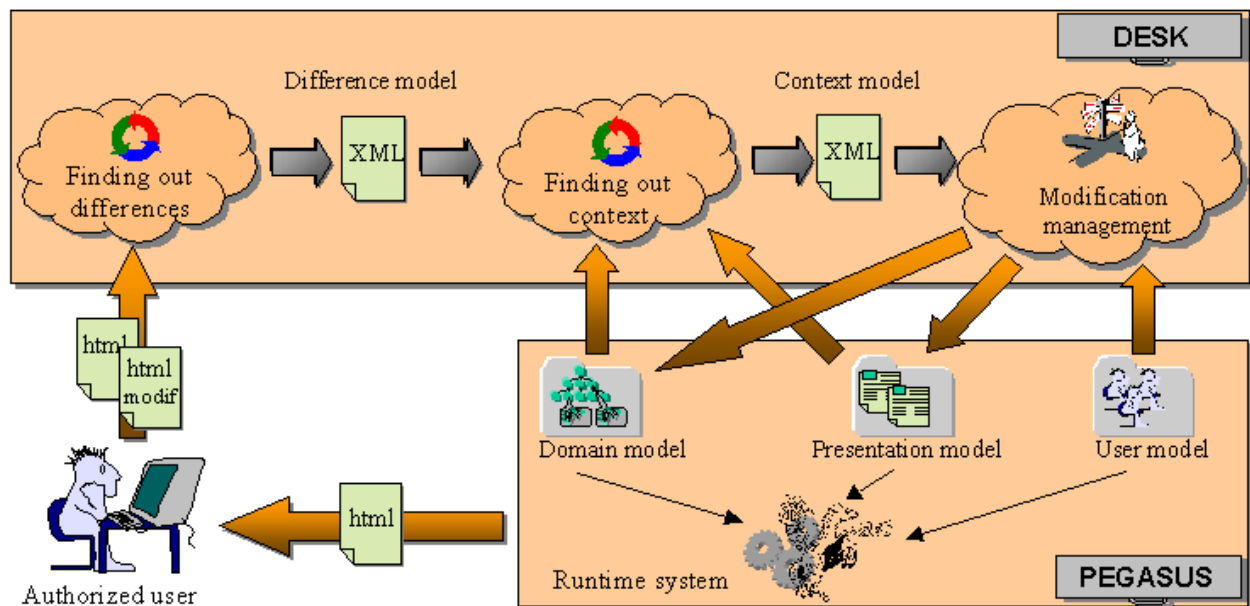 DESK
Difference model
Context model
XML
XML
Finding out
differences
Finding out
context
Modification
management
html
html
modif
Domain model
Presentation model
User model
html
Runtime system
PEGASUS
Authorized user